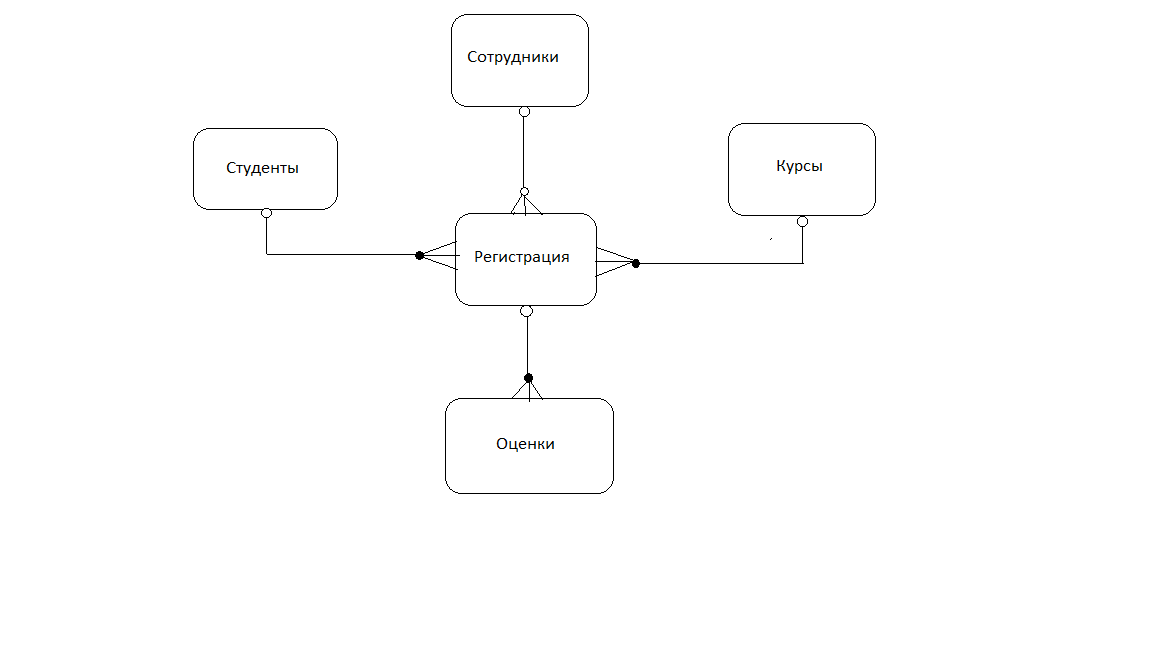 Сотрудники
Студенты
Курсы
Регистрация
Оценки